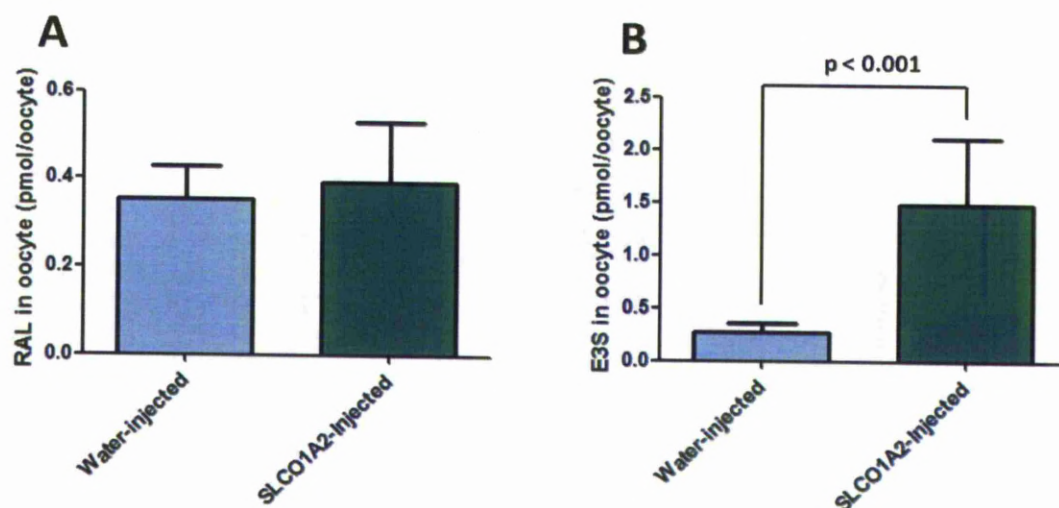 A
RAL in oocyte (pmol/oocyte)
0.6
0.4
0.2
0.0
Water-injected
SLCO1A2-Injected
B
p < 0.001
E3S in oocyte (pmol/oocyte)
2.5
2.0
1.5
1.0
0.5
0.0
Water-injected
SLCO1A2-Injected